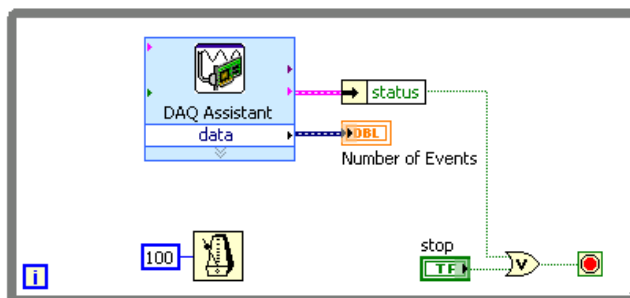 DAQ Assistant
data
status
DBL
Number of Events
100
stop
TF
V
i